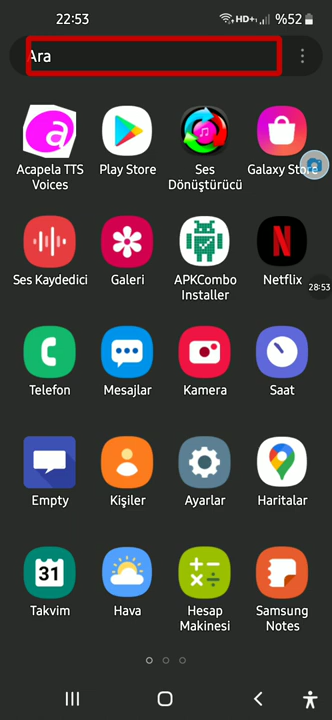 22:53
HD+
%52
Ara
Acapela TTS
Voices
Play Store
Ses
Dönüştürücü
Galaxy Store
Ses Kaydedici
Galeri
APKCombo
Installer
N
Netflix
28:53
Telefon
Mesajlar
Kamera
Saat
Empty
Kişiler
Ayarlar
Haritalar
31
Takvim
Hava
Hesap
Makinesi
Samsung
Notes